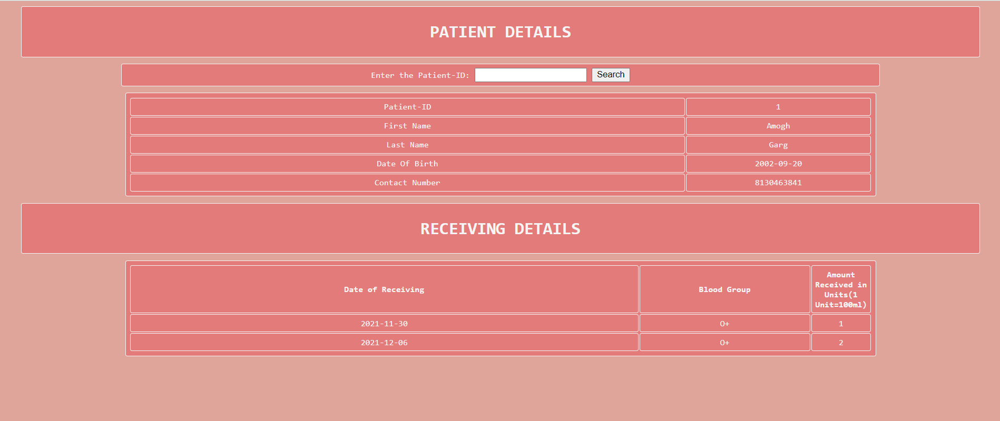 PATIENT DETAILS
Enter the Patient-ID: Search
Patient-ID 1
First Name Amogh
Last Name Garg
Date Of Birth 2002-09-20
Contact Number 8130463841
RECEIVING DETAILS
Date of Receiving Blood Group Amount
Received in
Units(1
Unit=100ml)
2021-11-30 O+ 1
2021-12-06 O+ 2